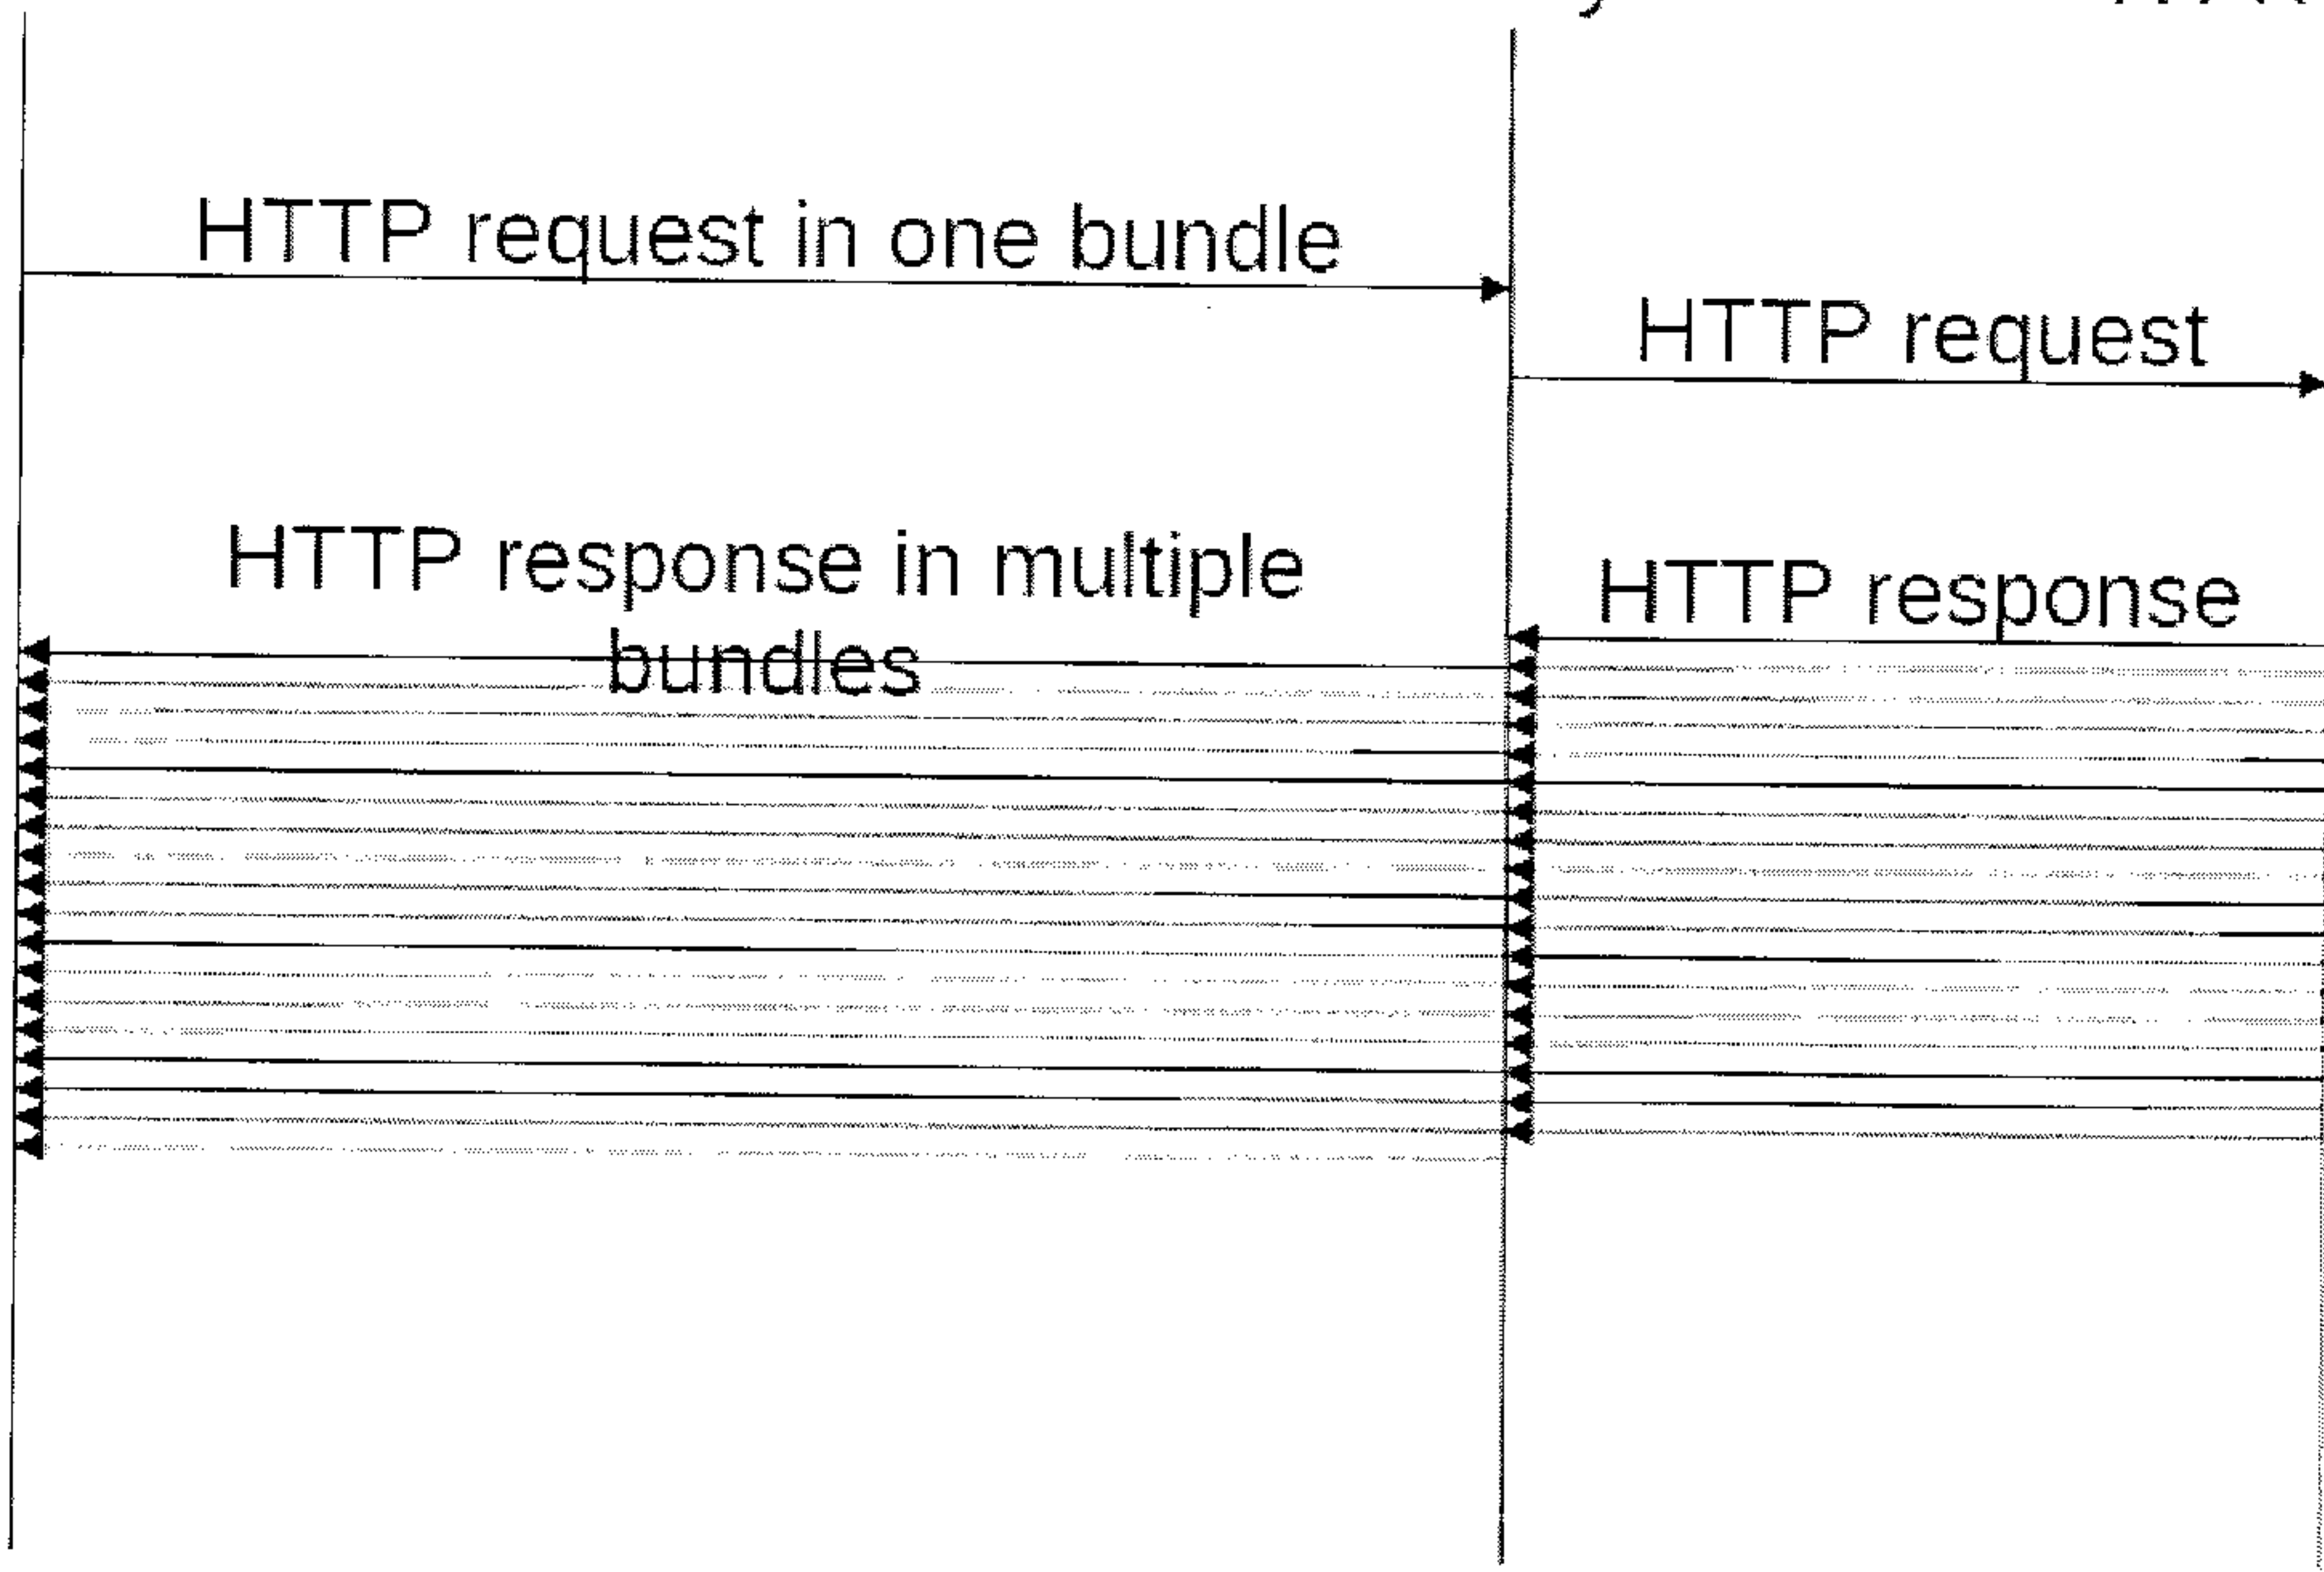 HTTP request in one bundle
HTTP request
HTTP response in multiple
bundles
HTTP response